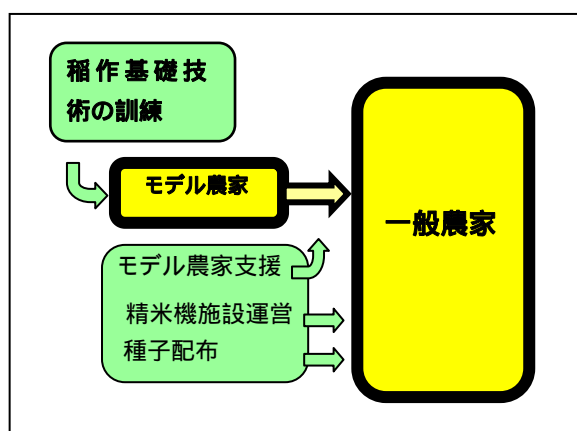 稲作基礎技
術の訓練
モデル農家
一般農家
モデル農家支援
精米機施設運営
種子配布